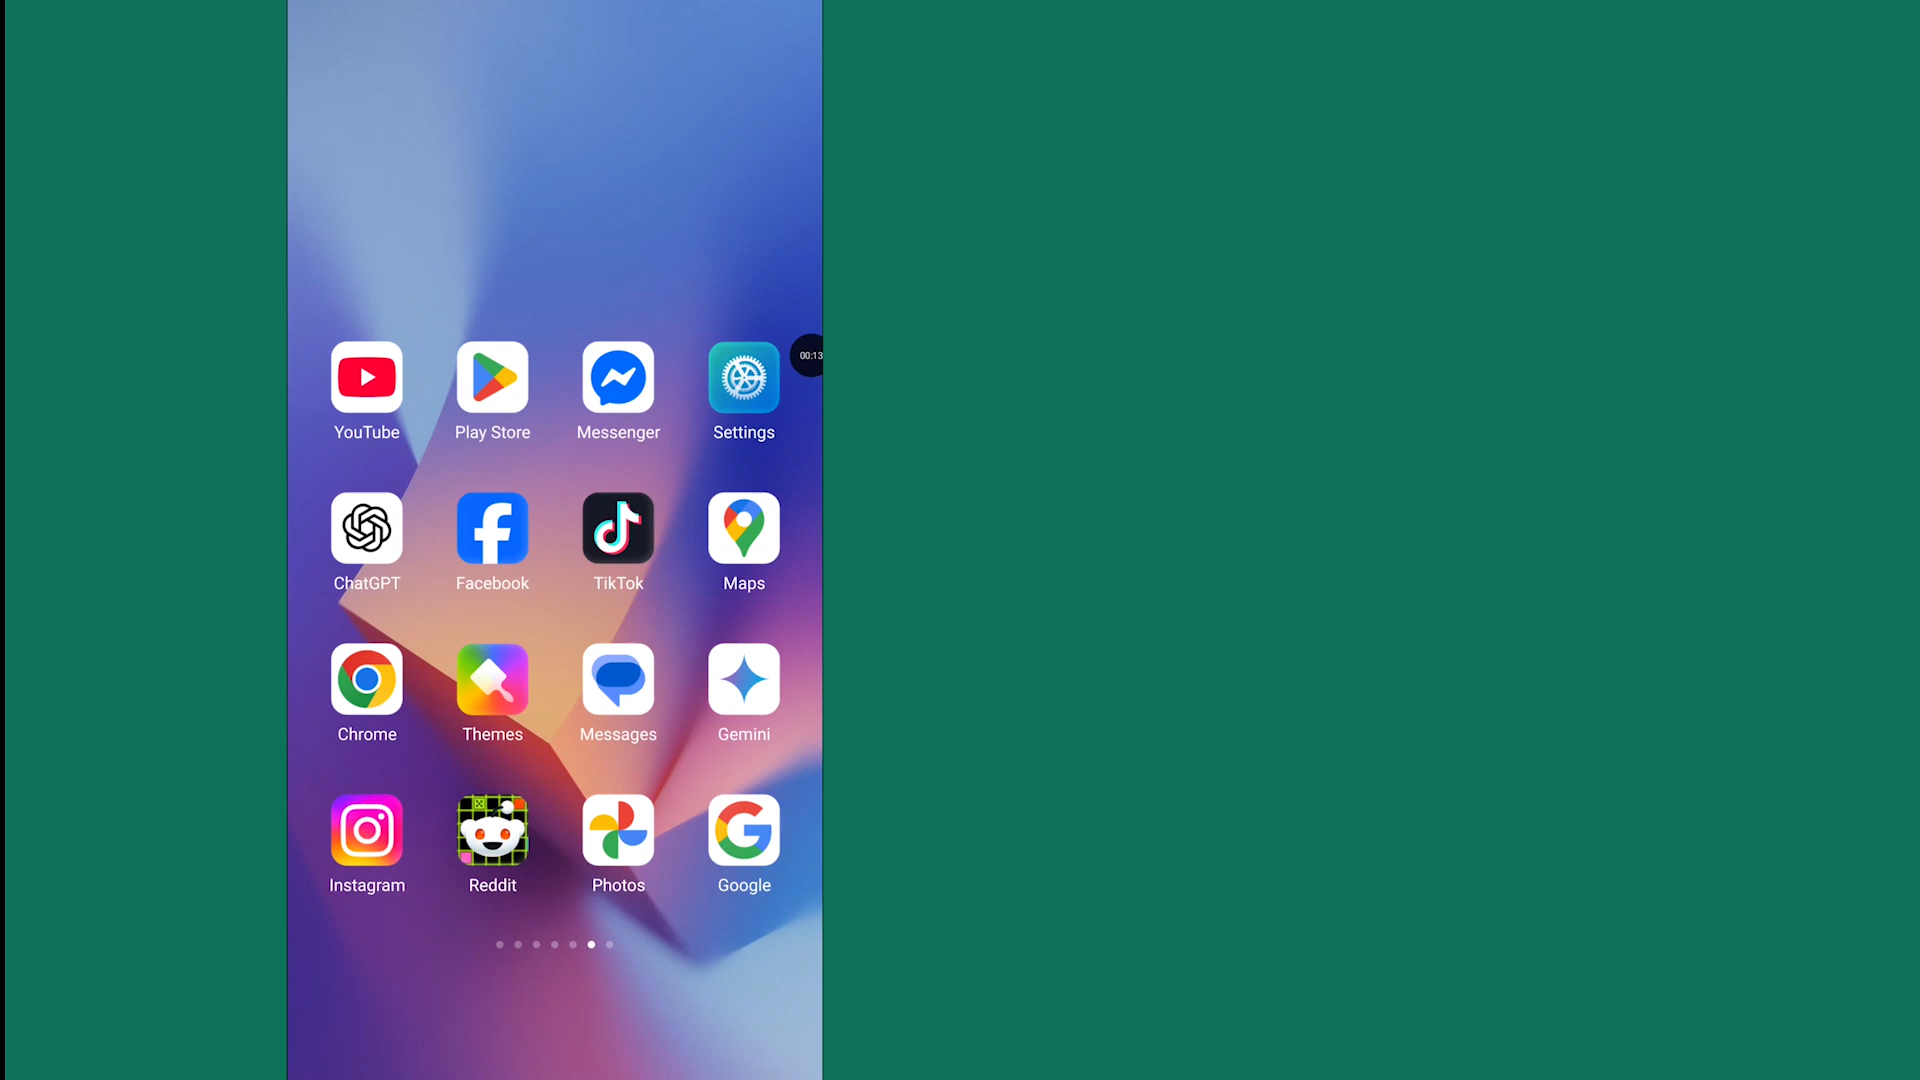 00:13
YouTube Play Store Messenger Settings
ChatGPT Facebook TikTok Maps
Chrome Themes Messages Gemini
Instagram Reddit Photos Google